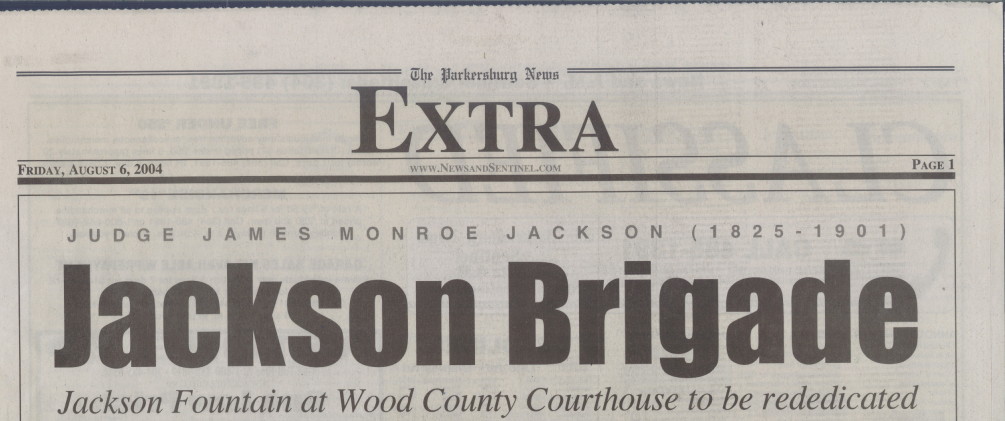 The Parkersburg News
EXTRA
FRIDAY, AUGUST 6, 2004 WWW.NEWSANDSENTINEL.COM PAGE 1
JUDGE JAMES MONROE JACKSON (1825-1901)
Jackson Brigade
Jackson Fountain at Wood County Courthouse to be rededicated